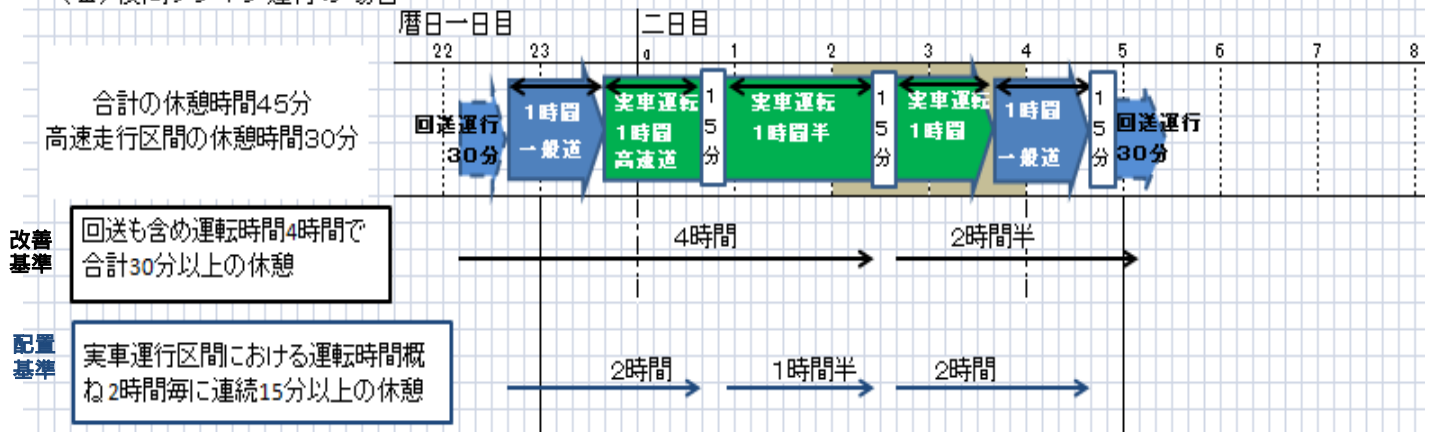 暦日一日目
二日目
22 23 0 1 2 3 4 5 6 7 8
合計の休憩時間45分
高速走行区間の休憩時間30分
回送運行
30分
1時間
一般道
実車運転
1時間
高速道
15分
実車運転
1時間半
15分
実車運転
1時間
1時間
一般道
15分
回送運行
30分
改善
基準
回送も含め運転時間4時間で
合計30分以上の休憩
4時間
2時間半
配置
基準
実車運行区間における運転時間概
ね2時間毎に連続15分以上の休憩
2時間
1時間半
2時間